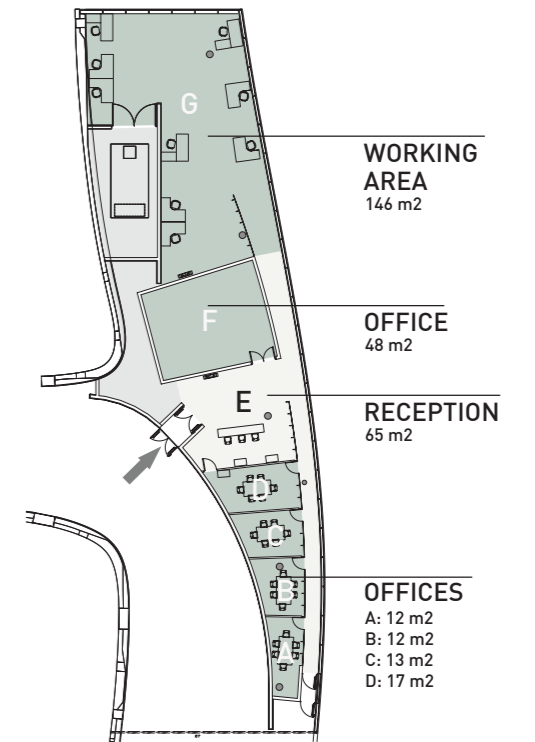 G
WORKING
AREA
146 m2
F
OFFICE
48 m2
E
RECEPTION
65 m2
D
C
B
A
OFFICES
A: 12 m2
B: 12 m2
C: 13 m2
D: 17 m2